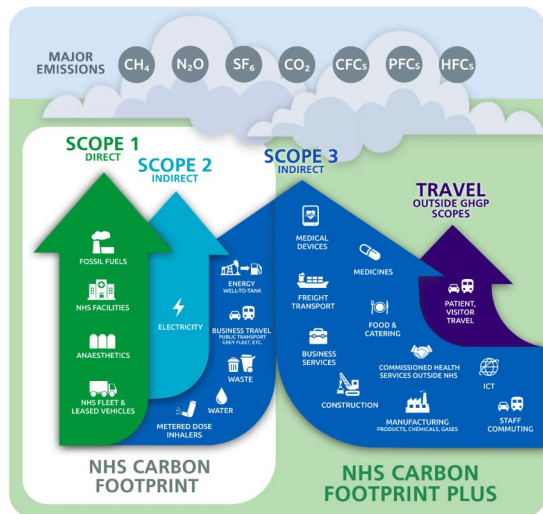 MAJOR
EMISSIONS
CH₄
N₂O
SF₆
CO₂
CFCs
PFCs
HFCs
SCOPE 1
DIRECT
SCOPE 2
INDIRECT
SCOPE 3
INDIRECT
TRAVEL
OUTSIDE GHGP
SCOPES
FOSSIL FUELS
NHS FACILITIES
ANAESTHETICS
NHS FLEET &
LEASED VEHICLES
ELECTRICITY
ENERGY
WELL-TO-TANK
BUSINESS TRAVEL
PUBLIC TRANSPORT
GREY FLEET, ETC.
WASTE
WATER
METERED DOSE
INHALERS
MEDICAL
DEVICES
MEDICINES
FREIGHT
TRANSPORT
FOOD &
CATERING
BUSINESS
SERVICES
COMMISSIONED HEALTH
SERVICES OUTSIDE NHS
CONSTRUCTION
MANUFACTURING
PRODUCTS, CHEMICALS, GASES
ICT
STAFF
COMMUTING
PATIENT,
VISITOR
TRAVEL
NHS CARBON
FOOTPRINT
NHS CARBON
FOOTPRINT PLUS